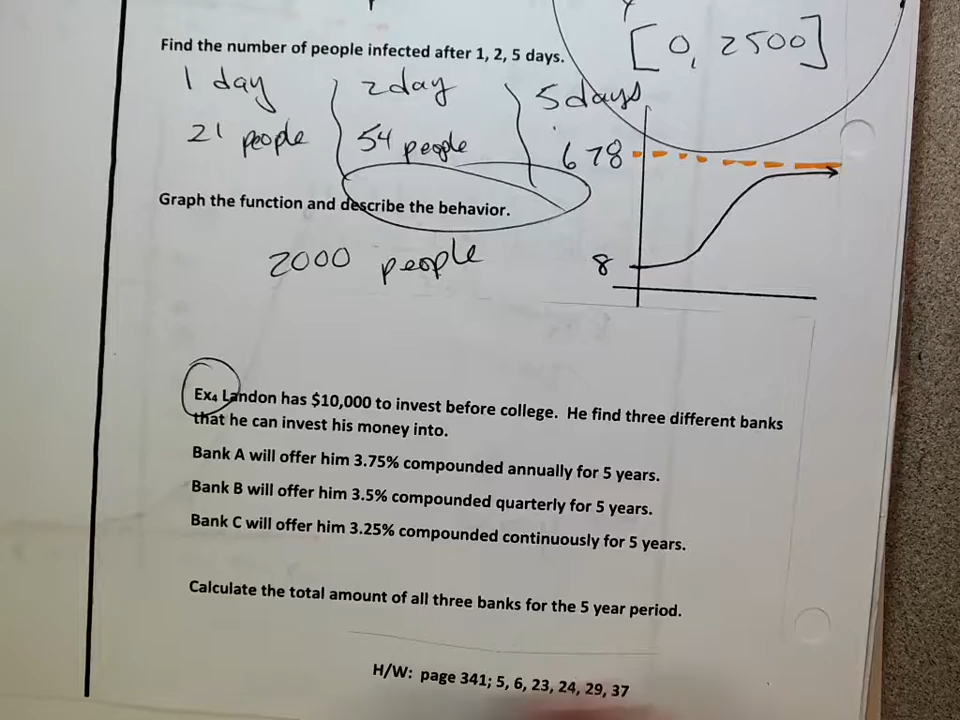 [0, 2500]
Find the number of people infected after 1, 2, 5 days.
1 day 2 day 5 days
21 people 54 people 678
Graph the function and describe the behavior.
2000 people 8
Ex4 Landon has $10,000 to invest before college. He find three different banks
that he can invest his money into.
Bank A will offer him 3.75% compounded annually for 5 years.
Bank B will offer him 3.5% compounded quarterly for 5 years.
Bank C will offer him 3.25% compounded continuously for 5 years.
Calculate the total amount of all three banks for the 5 year period.
H/W: page 341; 5, 6, 23, 24, 29, 37